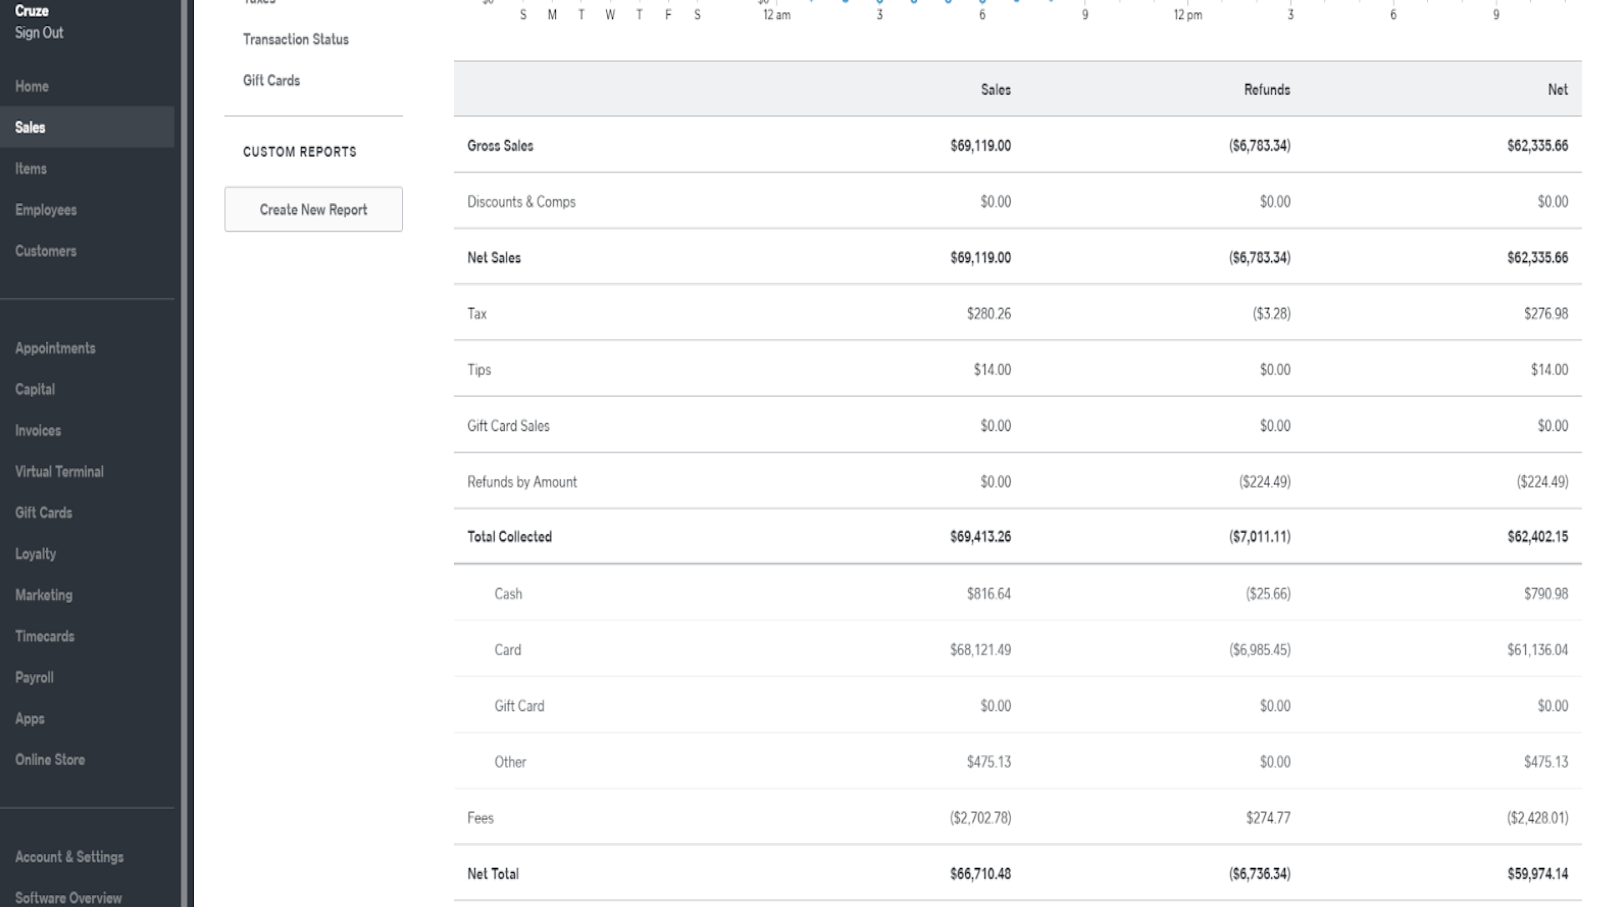 Cruze
Sign Out
Home
Sales
Items
Employees
Customers
Appointments
Capital
Invoices
Virtual Terminal
Gift Cards
Loyalty
Marketing
Timecards
Payroll
Apps
Online Store
Account & Settings
Software Overview
Taxes
Transaction Status
Gift Cards
CUSTOM REPORTS
Create New Report
$0 S M T W T F S
$0 12 am 3 6 9 12 pm 3 6 9
Sales Refunds Net
Gross Sales $69,119.00 ($6,783.34) $62,335.66
Discounts & Comps $0.00 $0.00 $0.00
Net Sales $69,119.00 ($6,783.34) $62,335.66
Tax $280.26 ($3.28) $276.98
Tips $14.00 $0.00 $14.00
Gift Card Sales $0.00 $0.00 $0.00
Refunds by Amount $0.00 ($224.49) ($224.49)
Total Collected $69,413.26 ($7,011.11) $62,402.15
Cash $816.64 ($25.66) $790.98
Card $68,121.49 ($6,985.45) $61,136.04
Gift Card $0.00 $0.00 $0.00
Other $475.13 $0.00 $475.13
Fees ($2,702.78) $274.77 ($2,428.01)
Net Total $66,710.48 ($6,736.34) $59,974.14